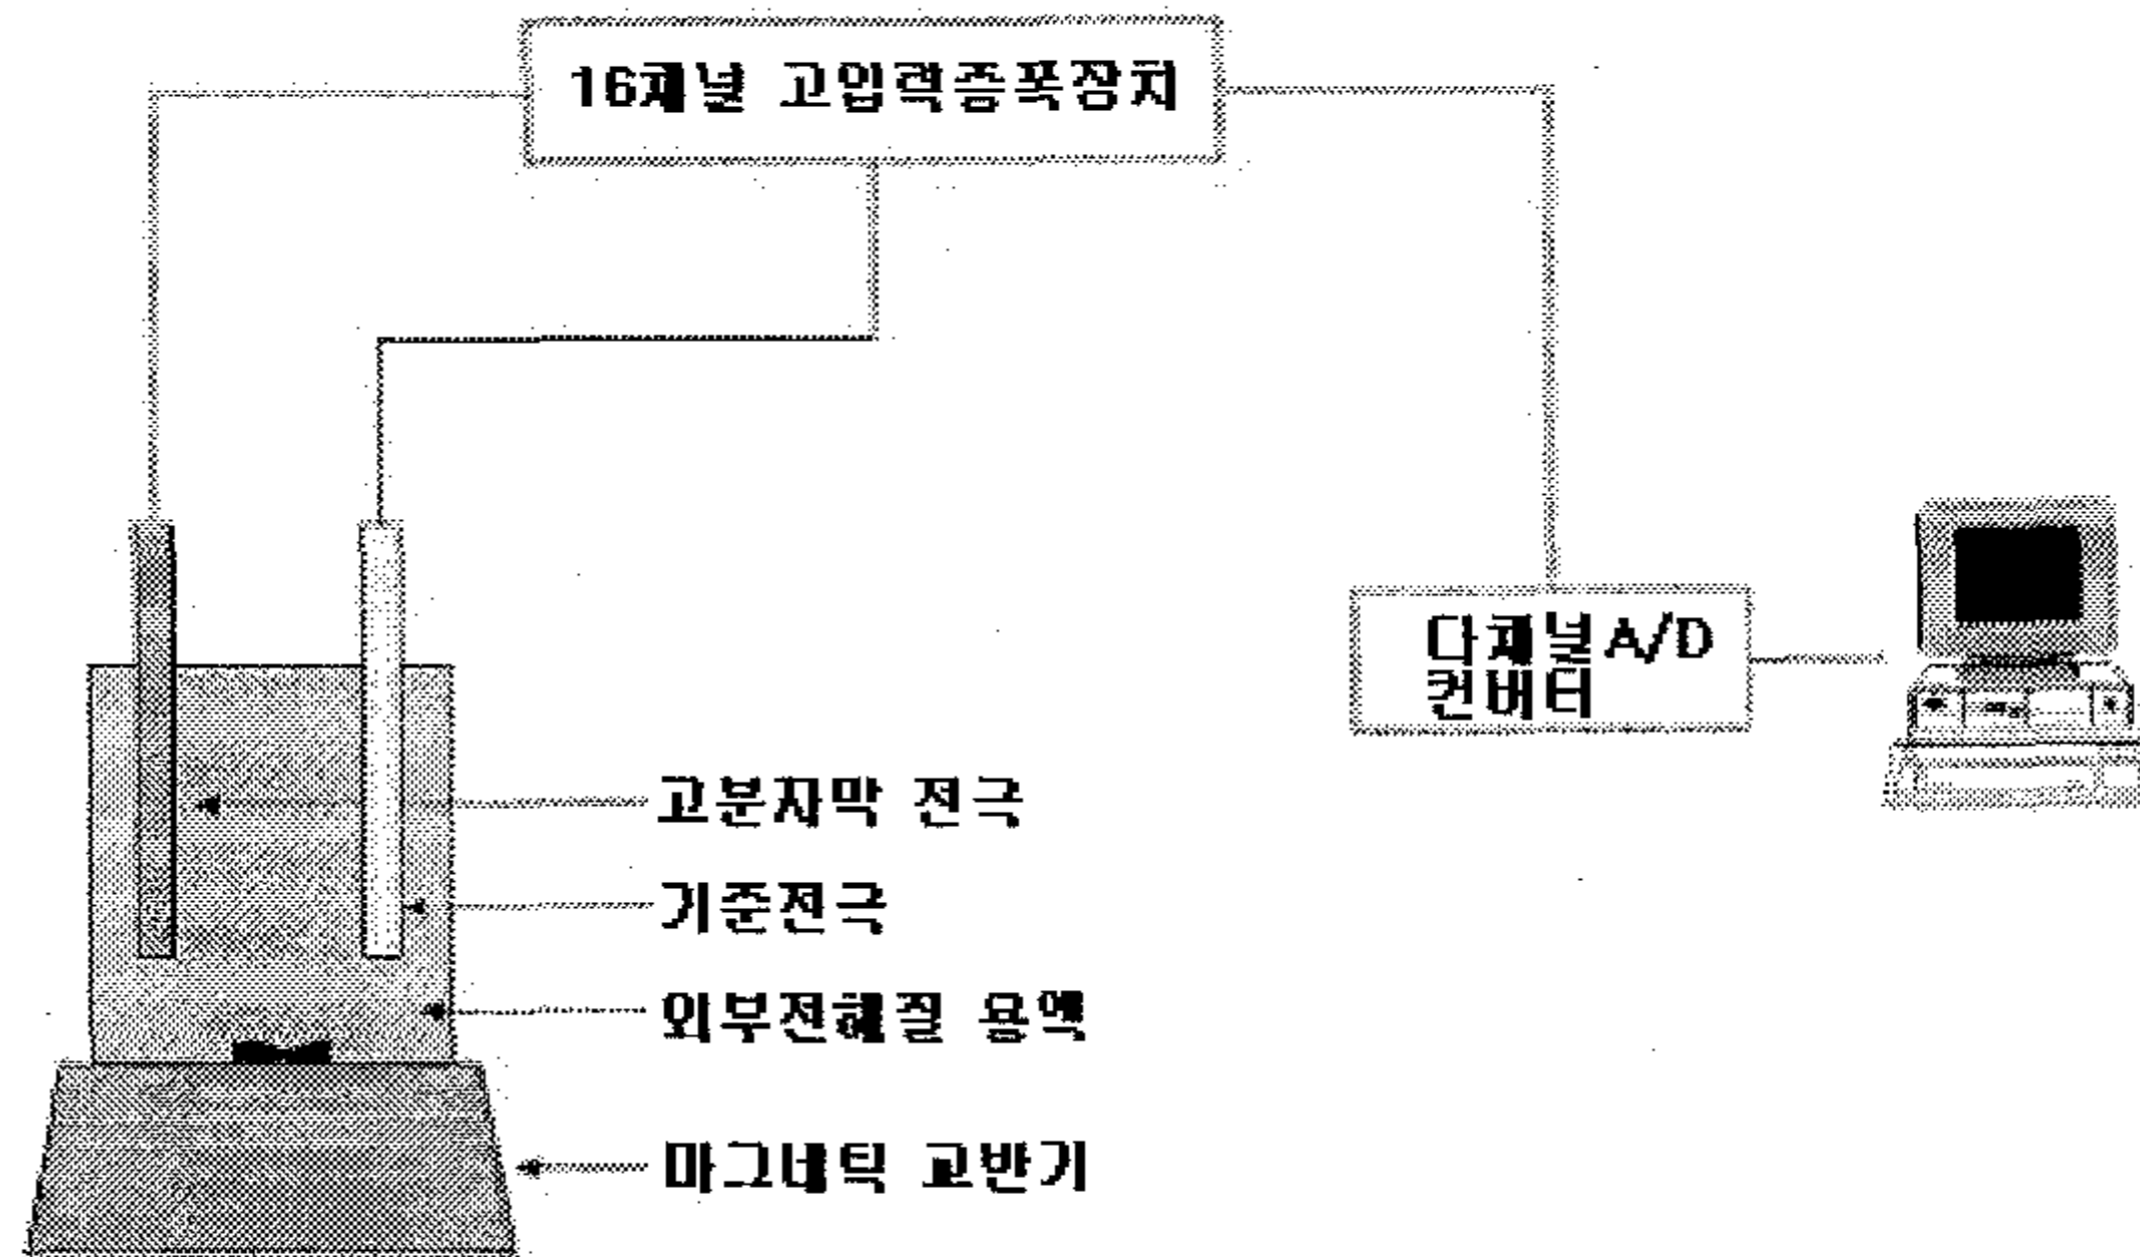 16채널 고입력증폭장치
다채널A/D
컨버터
고분자막 전극
기준전극
외부전해질 용액
마그네틱 교반기